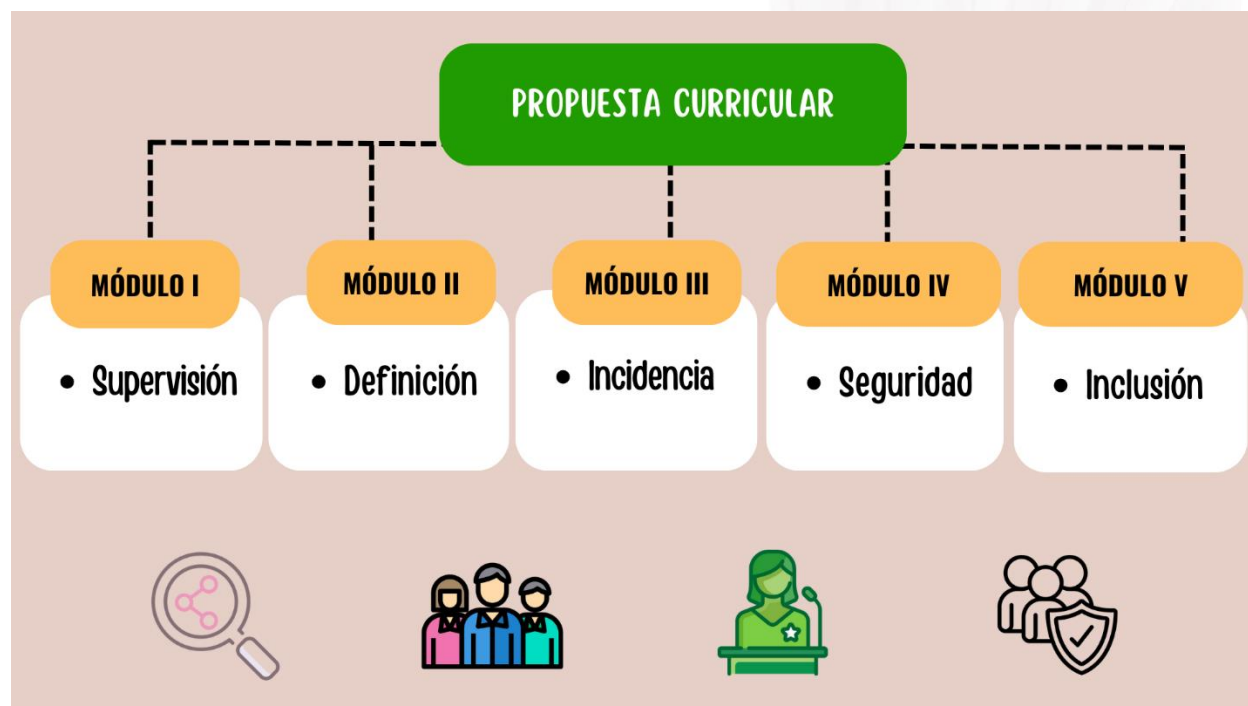 PROPUESTA CURRICULAR
MÓDULO I
• Supervisión
MÓDULO II
• Definición
MÓDULO III
• Incidencia
MÓDULO IV
• Seguridad
MÓDULO V
• Inclusión